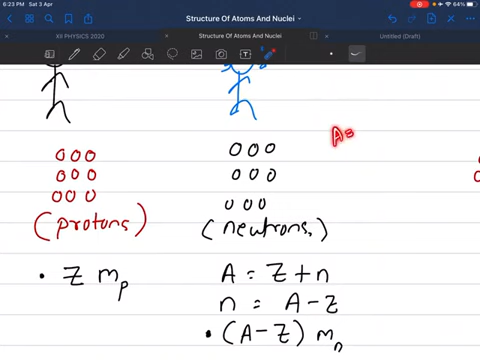 6:23 PM Sat 3 Apr
64%
Structure Of Atoms And Nuclei
XII PHYSICS 2020
Structure Of Atoms And Nuclei
Untitled (Draft)
A=
(protons)
(neutrons)
• Z mp
A = Z + n
n = A - Z
• (A - Z) mn